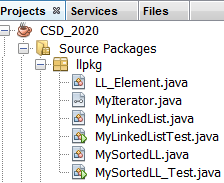 Projects Services Files
CSD_2020
Source Packages
llpkg
LL_Element.java
MyIterator.java
MyLinkedList.java
MyLinkedListTest.java
MySortedLL.java
MySortedLL_Test.java